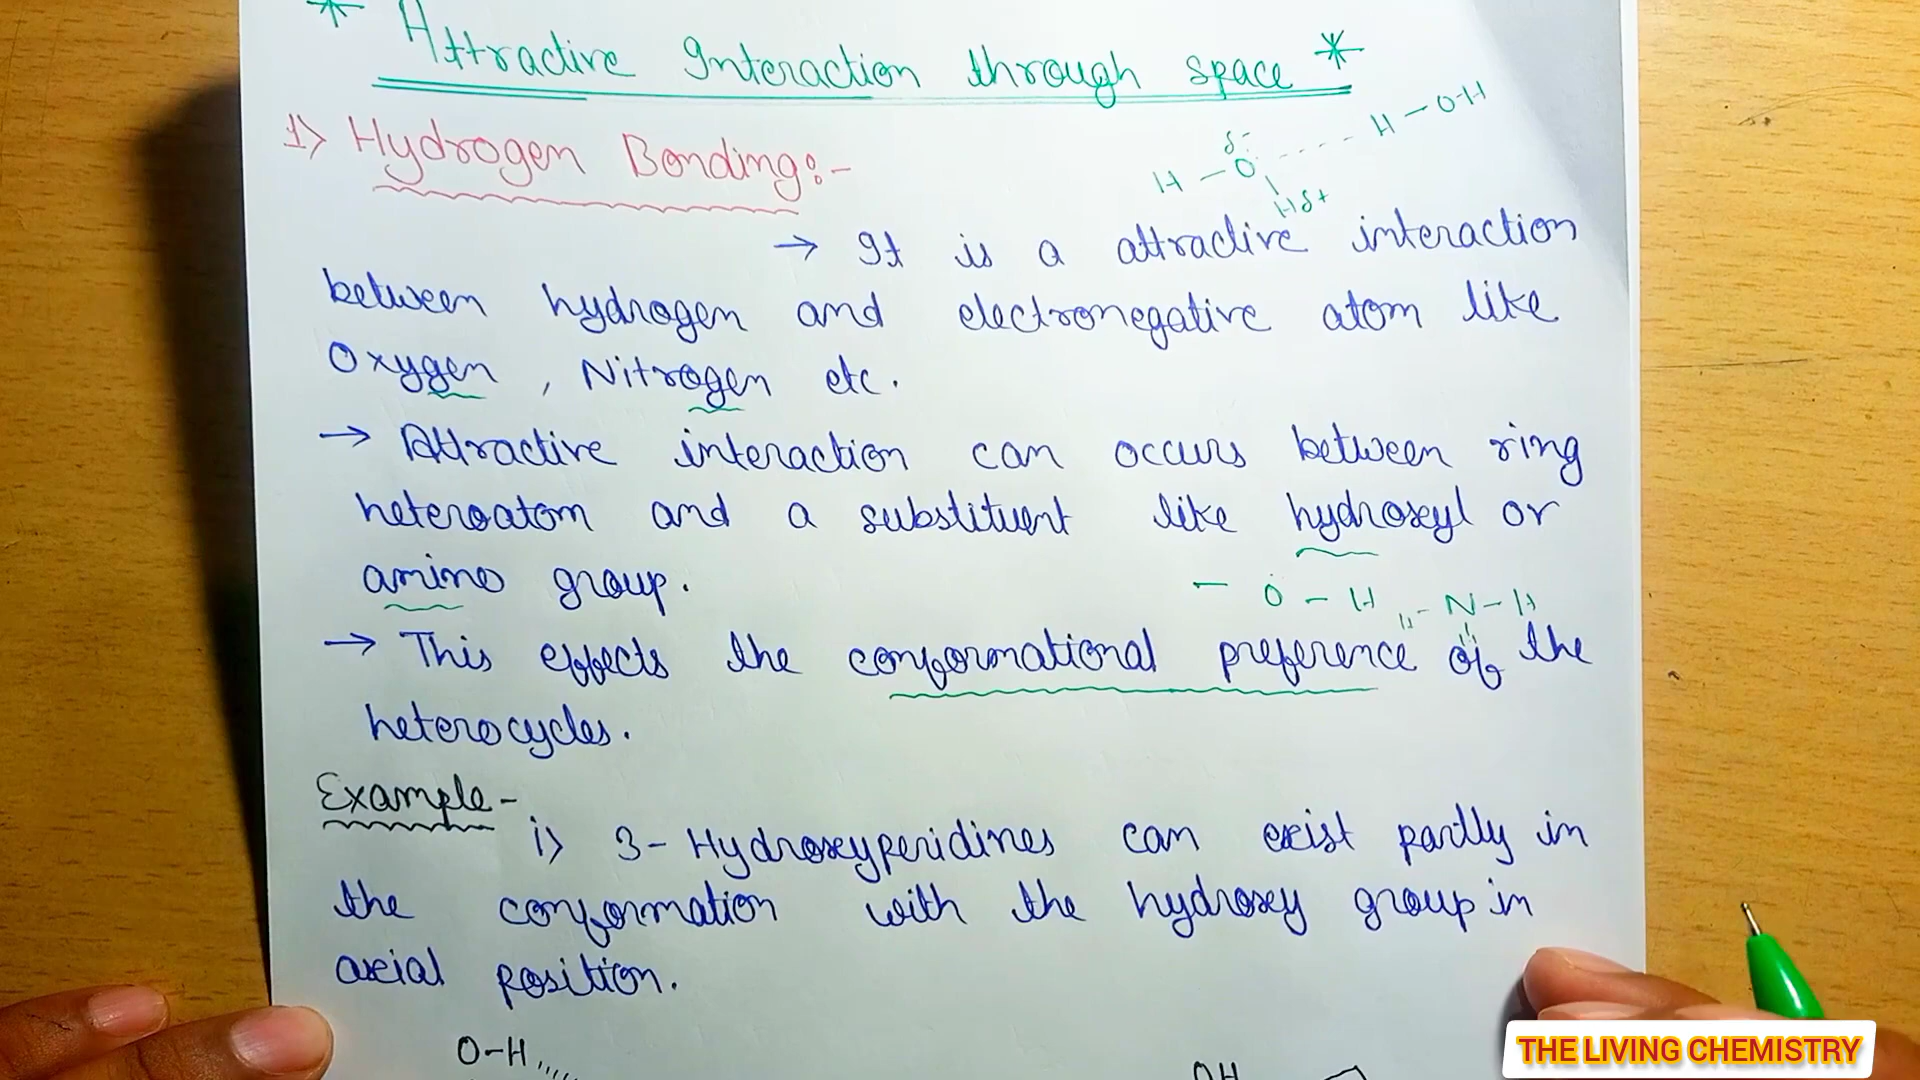 * Attractive Interaction through space *
1) Hydrogen Bonding:-
H - O δ- ---- H - O-H
Hδ+
→ It is a attractive interaction
between hydrogen and electronegative atom like
Oxygen , Nitrogen etc.
→ Attractive interaction can occurs between ring
heteroatom and a substituent like hydroxyl or
amino group.
- O - H
- N - H
→ This effects the conformational preference of the
heterocycles.
Example -
i) 3-Hydroxyperidines can exist partly in
the conformation with the hydroxy group in
axial position.
O-H
OH
THE LIVING CHEMISTRY